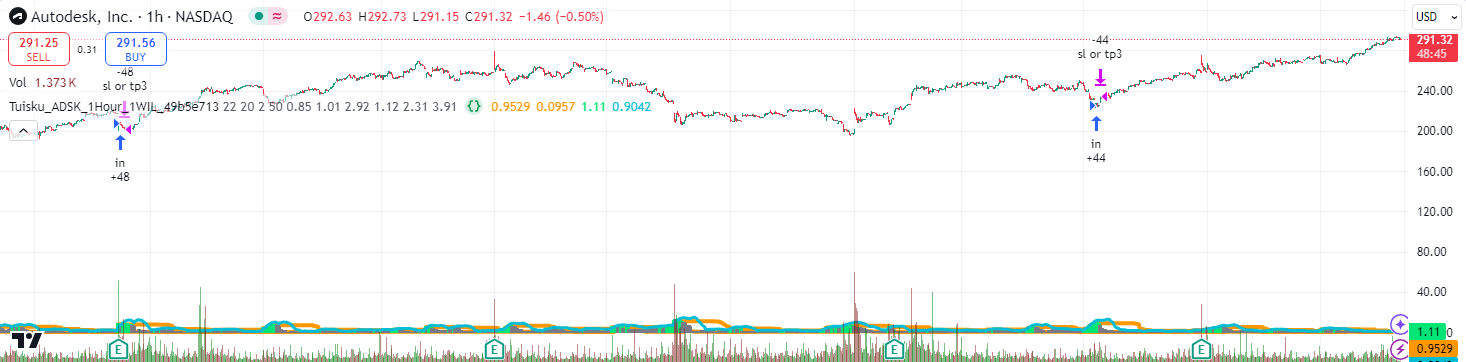 Autodesk, Inc. · 1h · NASDAQ ≈ O292.63 H292.73 L291.15 C291.32 −1.46 (−0.50%)
USD
291.25 SELL
0.31
291.56 BUY
291.32
48:45
-48
sl or tp3
Vol 1.373 K
Tuisku_ADSK_1Hour_1WIL_49b5e713 22 20 2 50 0.85 1.01 2.92 1.12 2.31 3.91 {} 0.9529 0.0957 1.11 0.9042
in
+48
-44
sl or tp3
in
+44
240.00
200.00
160.00
120.00
80.00
40.00
1.11
0.9529
E
E
E
E